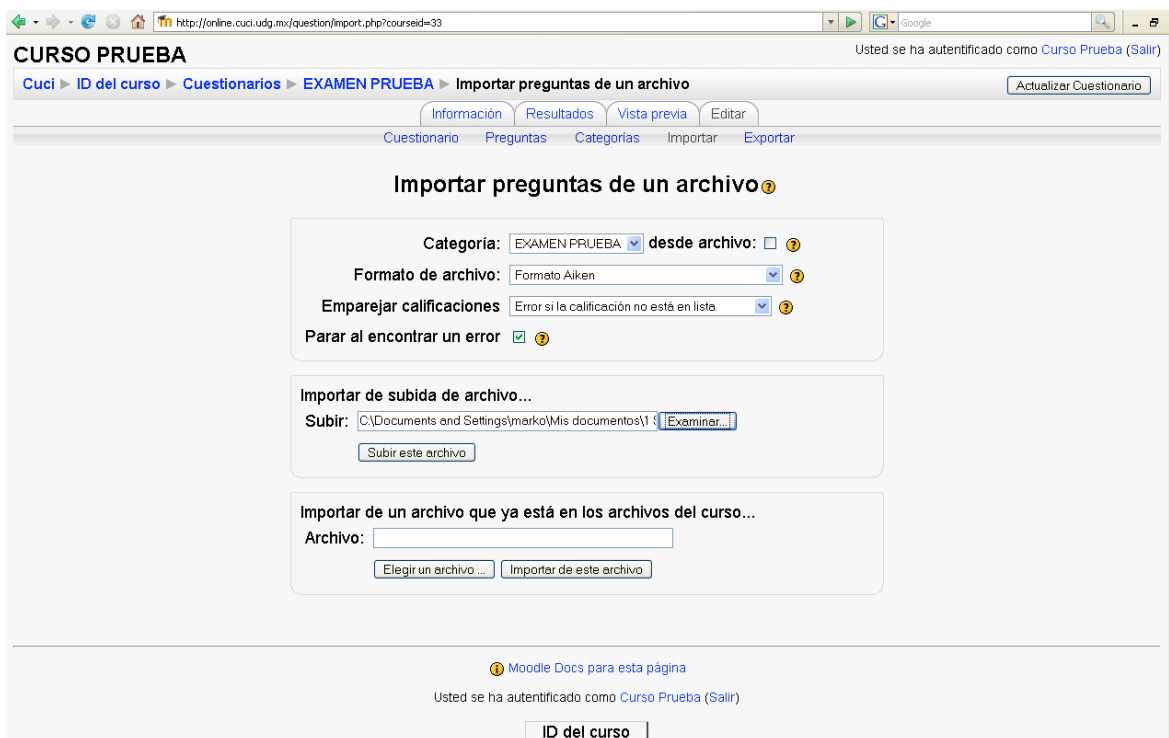 http://online.cuci.udg.mx/question/import.php?courseid=33
Google
CURSO PRUEBA
Usted se ha autentificado como Curso Prueba (Salir)
Cuci ► ID del curso ► Cuestionarios ► EXAMEN PRUEBA ► Importar preguntas de un archivo
Actualizar Cuestionario
Información Resultados Vista previa Editar
Cuestionario Preguntas Categorías Importar Exportar
Importar preguntas de un archivo
Categoría: EXAMEN PRUEBA desde archivo:
Formato de archivo: Formato Aiken
Emparejar calificaciones Error si la calificación no está en lista
Parar al encontrar un error
Importar de subida de archivo...
Subir: C:\Documents and Settings\marko\Mis documentos\1 Examinar...
Subir este archivo
Importar de un archivo que ya está en los archivos del curso...
Archivo:
Elegir un archivo ... Importar de este archivo
Moodle Docs para esta página
Usted se ha autentificado como Curso Prueba (Salir)
ID del curso